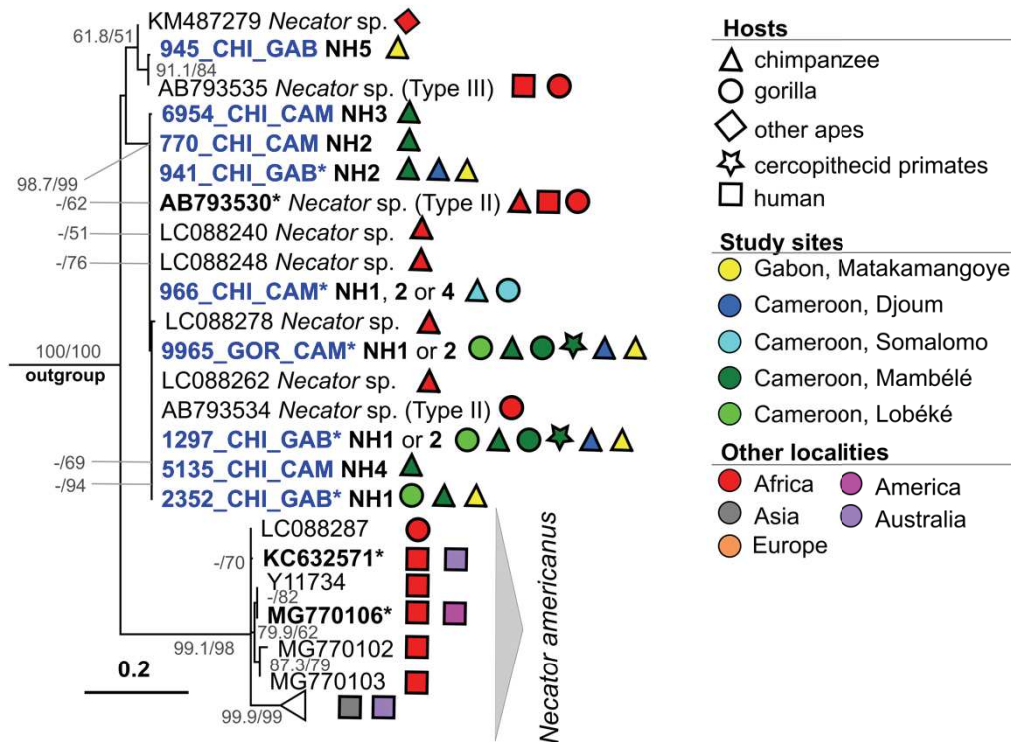 KM487279 Necator sp.
61.8/51
945_CHI_GAB NH5
91.1/84
AB793535 Necator sp. (Type III)
6954_CHI_CAM NH3
770_CHI_CAM NH2
941_CHI_GAB* NH2
98.7/99
-/62
AB793530* Necator sp. (Type II)
-/51
LC088240 Necator sp.
-/76
LC088248 Necator sp.
966_CHI_CAM* NH1, 2 or 4
LC088278 Necator sp.
100/100
outgroup
9965_GOR_CAM* NH1 or 2
LC088262 Necator sp.
AB793534 Necator sp. (Type II)
1297_CHI_GAB* NH1 or 2
-/69
5135_CHI_CAM NH4
-/94
2352_CHI_GAB* NH1
LC088287
-/70
KC632571*
Y11734
-/82
MG770106*
79.9/62
99.1/98
MG770102
87.3/79
MG770103
99.9/99
0.2
Necator americanus
Hosts
chimpanzee
gorilla
other apes
cercopithecid primates
human
Study sites
Gabon, Matakamangoye
Cameroon, Djoum
Cameroon, Somalomo
Cameroon, Mambélé
Cameroon, Lobéké
Other localities
Africa
America
Asia
Australia
Europe